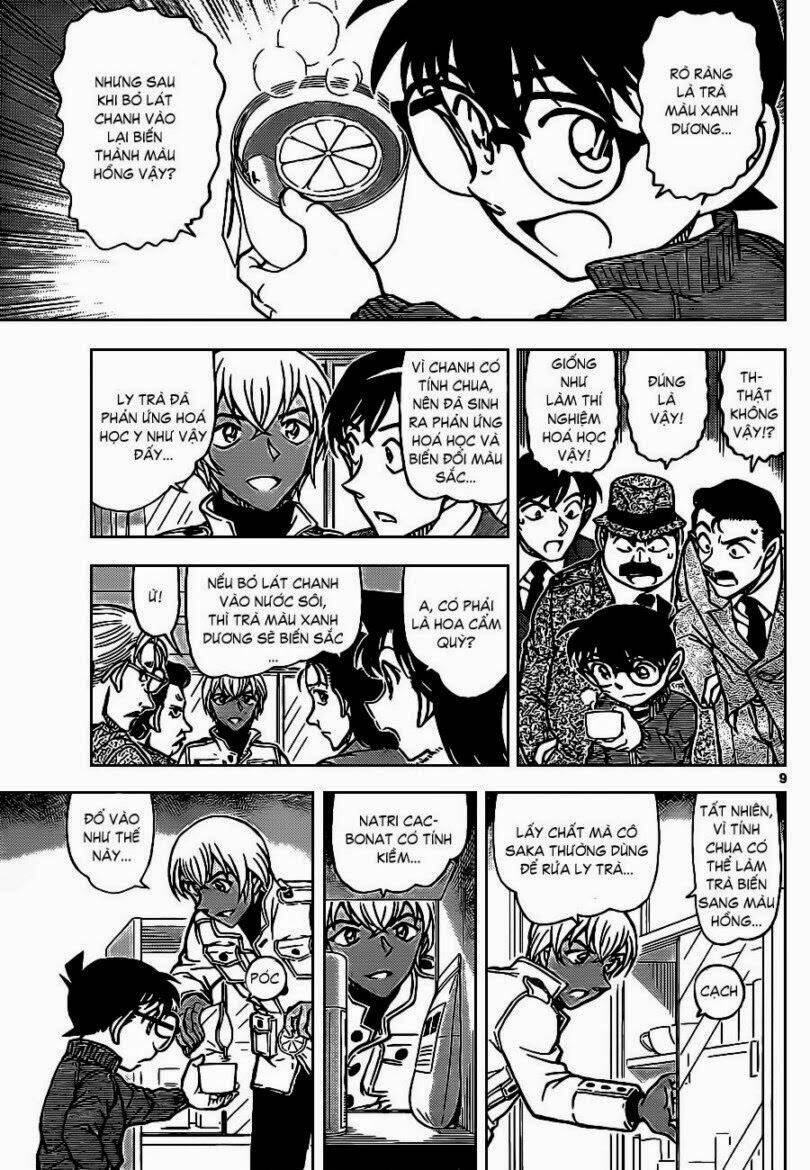 RÕ RÀNG
LÀ TRÀ
MÀU XANH
DƯƠNG...
NHƯNG SAU
KHI BỎ LÁT
CHANH VÀO
LẠI BIẾN
THÀNH MÀU
HỒNG VẬY?
TH-
THẬT
KHÔNG
VẬY!?
ĐÚNG
LÀ
VẬY!
GIỐNG
NHƯ
LÀM THÍ
NGHIỆM
HOÁ HỌC
VẬY!
VÌ CHANH CÓ
TÍNH CHUA,
NÊN ĐÃ SINH
RA PHẢN ỨNG
HOÁ HỌC VÀ
BIẾN ĐỔI MÀU
SẮC...
LY TRÀ ĐÃ
PHẢN ỨNG HOÁ
HỌC Y NHƯ VẬY
ĐẤY...
A, CÓ PHẢI
LÀ HOA CẨM
QUỲ?
NẾU BỎ LÁT CHANH
VÀO NƯỚC SÔI,
THÌ TRÀ MÀU XANH
DƯƠNG SẼ BIẾN SẮC
...
Ừ!
9
TẤT NHIÊN,
VÌ TÍNH
CHUA CÓ
THỂ LÀM
TRÀ BIẾN
SANG MÀU
HỒNG...
LẤY CHẤT MÀ CÔ
SAKA THƯỜNG DÙNG
ĐỂ RỬA LY TRÀ...
CẠCH
NATRI CAC-
BONAT CÓ TÍNH
KIỀM...
ĐỔ VÀO
NHƯ THẾ
NÀY...
PÓC